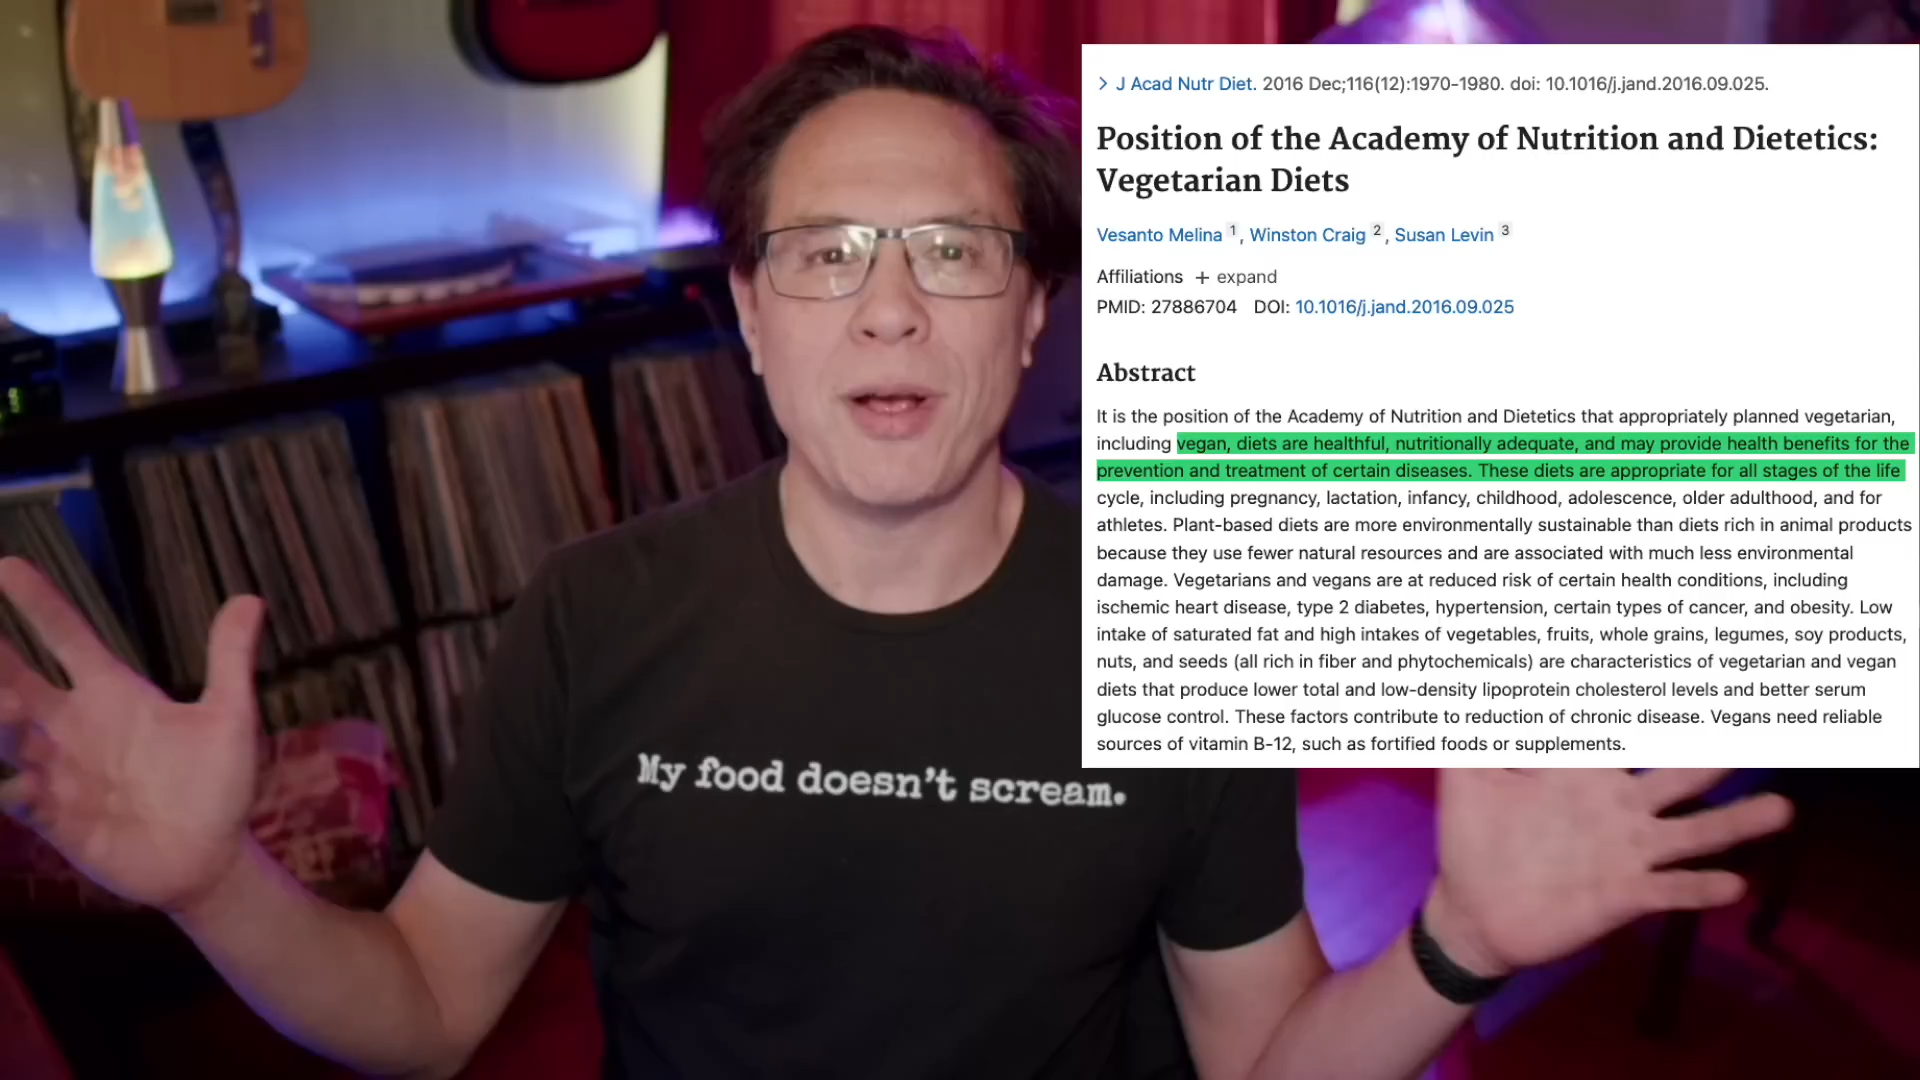 > J Acad Nutr Diet. 2016 Dec;116(12):1970-1980. doi: 10.1016/j.jand.2016.09.025.
Position of the Academy of Nutrition and Dietetics:
Vegetarian Diets
Vesanto Melina 1 , Winston Craig 2 , Susan Levin 3
Affiliations + expand
PMID: 27886704 DOI: 10.1016/j.jand.2016.09.025
Abstract
It is the position of the Academy of Nutrition and Dietetics that appropriately planned vegetarian,
including vegan, diets are healthful, nutritionally adequate, and may provide health benefits for the
prevention and treatment of certain diseases. These diets are appropriate for all stages of the life
cycle, including pregnancy, lactation, infancy, childhood, adolescence, older adulthood, and for
athletes. Plant-based diets are more environmentally sustainable than diets rich in animal products
because they use fewer natural resources and are associated with much less environmental
damage. Vegetarians and vegans are at reduced risk of certain health conditions, including
ischemic heart disease, type 2 diabetes, hypertension, certain types of cancer, and obesity. Low
intake of saturated fat and high intakes of vegetables, fruits, whole grains, legumes, soy products,
nuts, and seeds (all rich in fiber and phytochemicals) are characteristics of vegetarian and vegan
diets that produce lower total and low-density lipoprotein cholesterol levels and better serum
glucose control. These factors contribute to reduction of chronic disease. Vegans need reliable
sources of vitamin B-12, such as fortified foods or supplements.
My food doesn't scream.